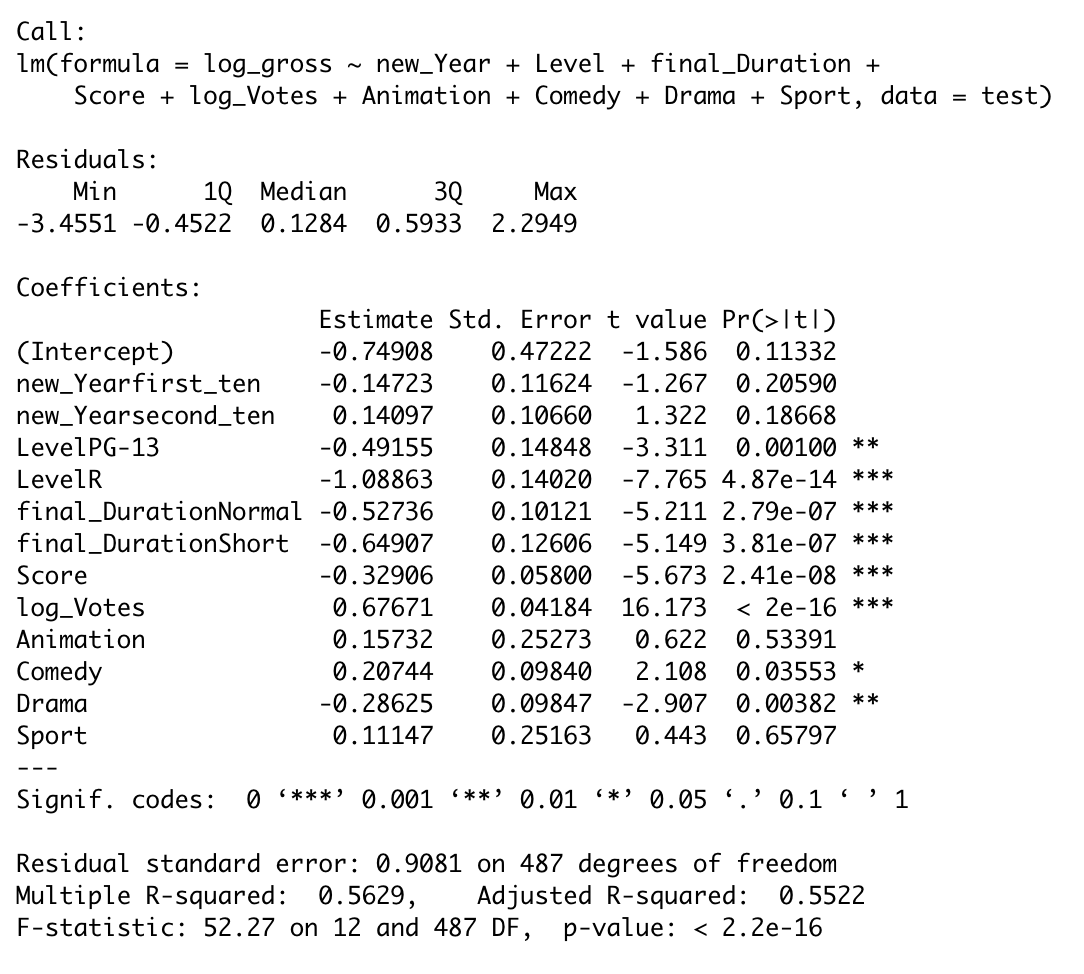 Call:
lm(formula = log_gross ~ new_Year + Level + final_Duration +
    Score + log_Votes + Animation + Comedy + Drama + Sport, data = test)

Residuals:
    Min      1Q  Median      3Q     Max
-3.4551 -0.4522  0.1284  0.5933  2.2949

Coefficients:
                     Estimate Std. Error t value Pr(>|t|)
(Intercept)          -0.74908    0.47222  -1.586  0.11332
new_Yearfirst_ten    -0.14723    0.11624  -1.267  0.20590
new_Yearsecond_ten    0.14097    0.10660   1.322  0.18668
LevelPG-13           -0.49155    0.14848  -3.311  0.00100 **
LevelR               -1.08863    0.14020  -7.765 4.87e-14 ***
final_DurationNormal -0.52736    0.10121  -5.211 2.79e-07 ***
final_DurationShort  -0.64907    0.12606  -5.149 3.81e-07 ***
Score                -0.32906    0.05800  -5.673 2.41e-08 ***
log_Votes             0.67671    0.04184  16.173  < 2e-16 ***
Animation             0.15732    0.25273   0.622  0.53391
Comedy                0.20744    0.09840   2.108  0.03553 *
Drama                -0.28625    0.09847  -2.907  0.00382 **
Sport                 0.11147    0.25163   0.443  0.65797
---
Signif. codes:  0 ‘***’ 0.001 ‘**’ 0.01 ‘*’ 0.05 ‘.’ 0.1 ‘ ’ 1

Residual standard error: 0.9081 on 487 degrees of freedom
Multiple R-squared:  0.5629,    Adjusted R-squared:  0.5522
F-statistic: 52.27 on 12 and 487 DF,  p-value: < 2.2e-16